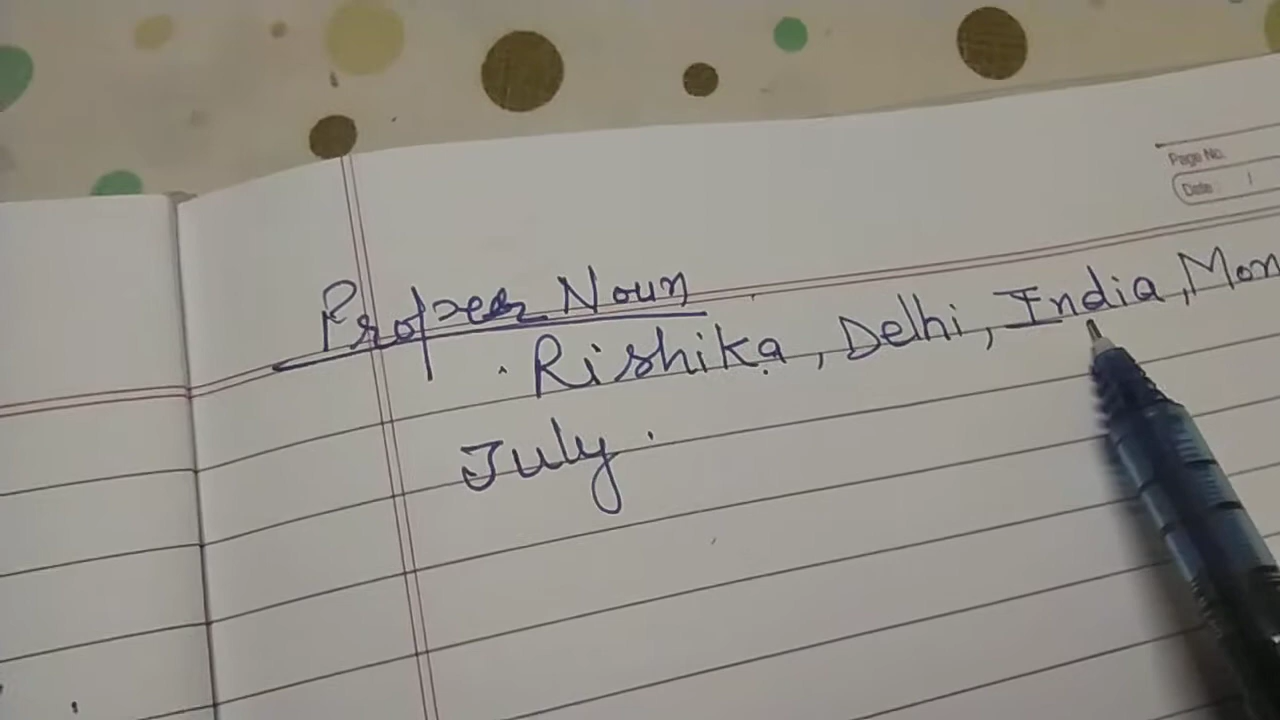 Page No.
Date
Proper Noun
Rishika, Delhi, India, Mon
July.